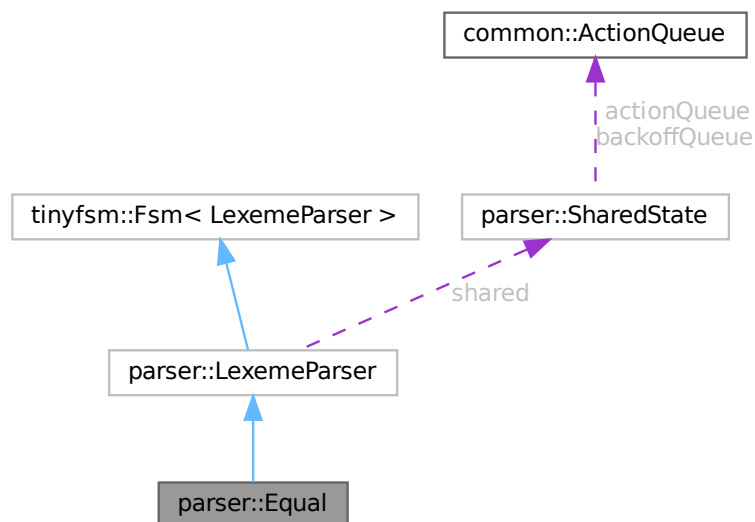 common::ActionQueue
actionQueue
backoffQueue
tinyfsm::Fsm< LexemeParser >
parser::SharedState
shared
parser::LexemeParser
parser::Equal